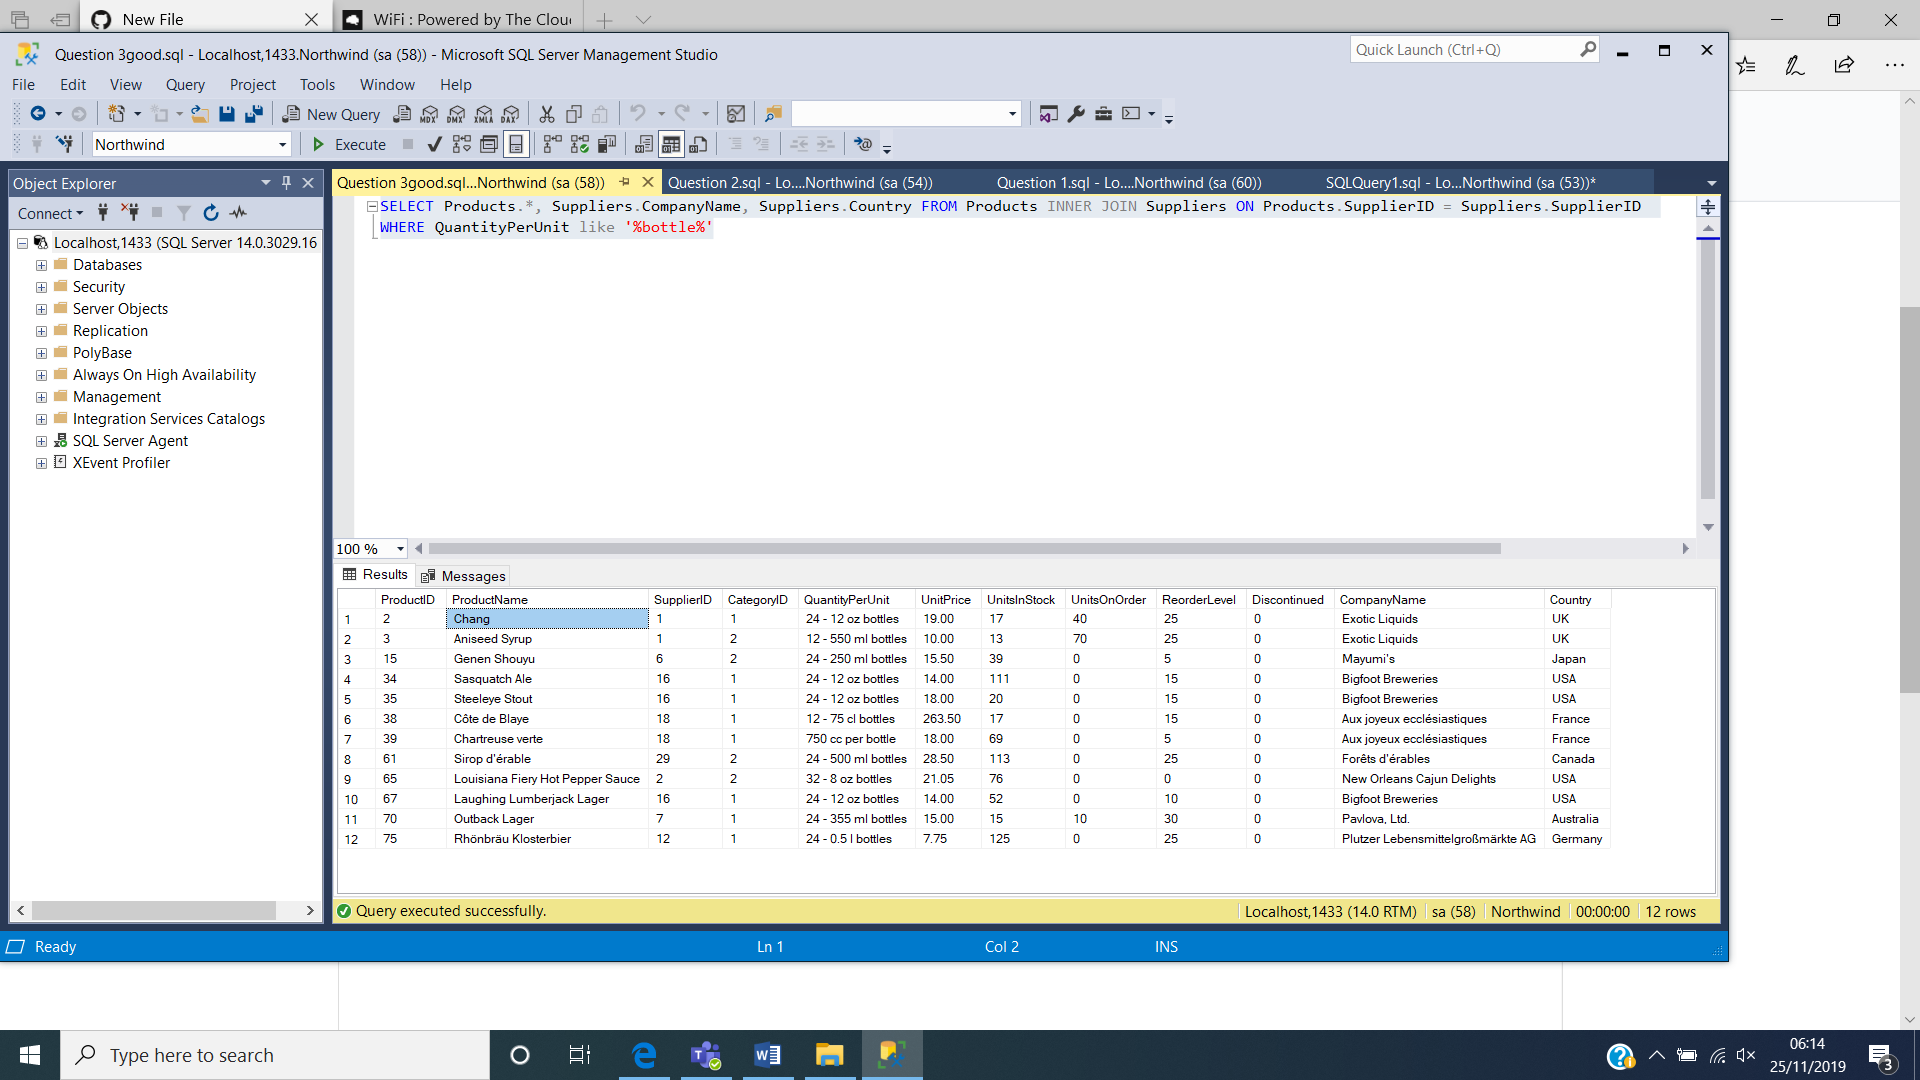 New File
WiFi : Powered by The Clou
Question 3good.sql - Localhost,1433.Northwind (sa (58)) - Microsoft SQL Server Management Studio
Quick Launch (Ctrl+Q)
File Edit View Query Project Tools Window Help
New Query MDX DMX XMLA DAX
Northwind Execute
Object Explorer
Connect
Localhost,1433 (SQL Server 14.0.3029.16
Databases
Security
Server Objects
Replication
PolyBase
Always On High Availability
Management
Integration Services Catalogs
SQL Server Agent
XEvent Profiler
Question 3good.sql...Northwind (sa (58)) Question 2.sql - Lo....Northwind (sa (54)) Question 1.sql - Lo....Northwind (sa (60)) SQLQuery1.sql - Lo...Northwind (sa (53))*
SELECT Products.*, Suppliers.CompanyName, Suppliers.Country FROM Products INNER JOIN Suppliers ON Products.SupplierID = Suppliers.SupplierID
WHERE QuantityPerUnit like '%bottle%'
100 %
Results Messages
ProductID ProductName SupplierID CategoryID QuantityPerUnit UnitPrice UnitsInStock UnitsOnOrder ReorderLevel Discontinued CompanyName Country
1 2 Chang 1 1 24 - 12 oz bottles 19.00 17 40 25 0 Exotic Liquids UK
2 3 Aniseed Syrup 1 2 12 - 550 ml bottles 10.00 13 70 25 0 Exotic Liquids UK
3 15 Genen Shouyu 6 2 24 - 250 ml bottles 15.50 39 0 5 0 Mayumi's Japan
4 34 Sasquatch Ale 16 1 24 - 12 oz bottles 14.00 111 0 15 0 Bigfoot Breweries USA
5 35 Steeleye Stout 16 1 24 - 12 oz bottles 18.00 20 0 15 0 Bigfoot Breweries USA
6 38 Côte de Blaye 18 1 12 - 75 cl bottles 263.50 17 0 15 0 Aux joyeux ecclésiastiques France
7 39 Chartreuse verte 18 1 750 cc per bottle 18.00 69 0 5 0 Aux joyeux ecclésiastiques France
8 61 Sirop d'érable 29 2 24 - 500 ml bottles 28.50 113 0 25 0 Forêts d'érables Canada
9 65 Louisiana Fiery Hot Pepper Sauce 2 2 32 - 8 oz bottles 21.05 76 0 0 0 New Orleans Cajun Delights USA
10 67 Laughing Lumberjack Lager 16 1 24 - 12 oz bottles 14.00 52 0 10 0 Bigfoot Breweries USA
11 70 Outback Lager 7 1 24 - 355 ml bottles 15.00 15 10 30 0 Pavlova, Ltd. Australia
12 75 Rhönbräu Klosterbier 12 1 24 - 0.5 l bottles 7.75 125 0 25 0 Plutzer Lebensmittelgroßmärkte AG Germany
Query executed successfully. Localhost,1433 (14.0 RTM) sa (58) Northwind 00:00:00 12 rows
Ready Ln 1 Col 2 INS
Type here to search
06:14
25/11/2019
3